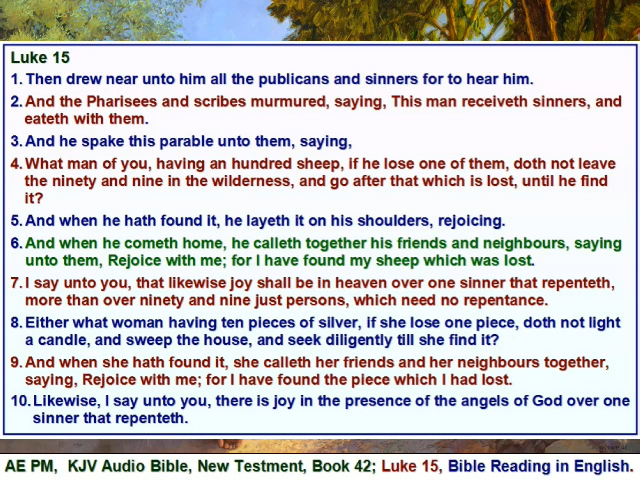 Luke 15
1. Then drew near unto him all the publicans and sinners for to hear him.
2. And the Pharisees and scribes murmured, saying, This man receiveth sinners, and
eateth with them.
3. And he spake this parable unto them, saying,
4. What man of you, having an hundred sheep, if he lose one of them, doth not leave
the ninety and nine in the wilderness, and go after that which is lost, until he find
it?
5. And when he hath found it, he layeth it on his shoulders, rejoicing.
6. And when he cometh home, he calleth together his friends and neighbours, saying
unto them, Rejoice with me; for I have found my sheep which was lost.
7. I say unto you, that likewise joy shall be in heaven over one sinner that repenteth,
more than over ninety and nine just persons, which need no repentance.
8. Either what woman having ten pieces of silver, if she lose one piece, doth not light
a candle, and sweep the house, and seek diligently till she find it?
9. And when she hath found it, she calleth her friends and her neighbours together,
saying, Rejoice with me; for I have found the piece which I had lost.
10. Likewise, I say unto you, there is joy in the presence of the angels of God over one
sinner that repenteth.
AE PM, KJV Audio Bible, New Testment, Book 42; Luke 15, Bible Reading in English.